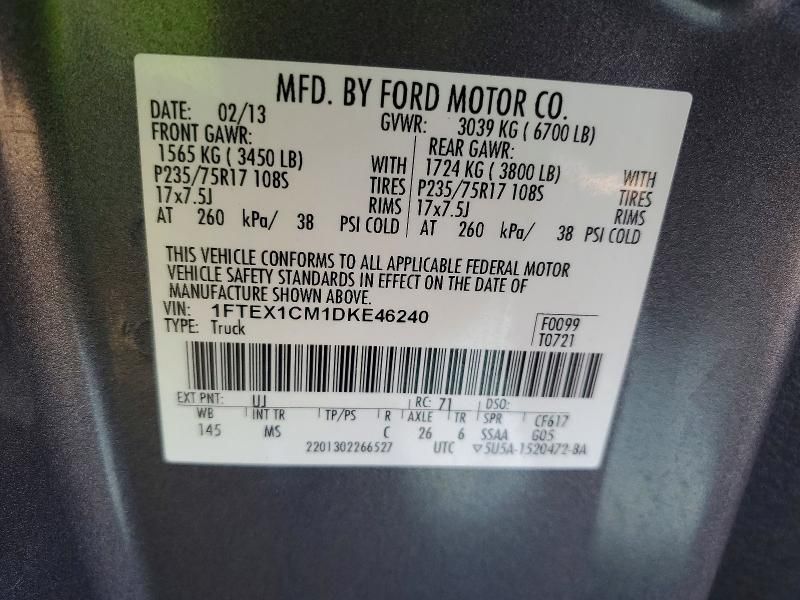 MFD. BY FORD MOTOR CO.
DATE: 02/13
GVWR: 3039 KG ( 6700 LB)
FRONT GAWR:
1565 KG ( 3450 LB) WITH
P235/75R17 108S TIRES
17x7.5J RIMS
AT 260 kPa/ 38 PSI COLD
REAR GAWR:
1724 KG ( 3800 LB) WITH
P235/75R17 108S TIRES
17x7.5J RIMS
AT 260 kPa/ 38 PSI COLD
THIS VEHICLE CONFORMS TO ALL APPLICABLE FEDERAL MOTOR
VEHICLE SAFETY STANDARDS IN EFFECT ON THE DATE OF
MANUFACTURE SHOWN ABOVE.
VIN: 1FTEX1CM1DKE46240
TYPE: Truck
F0099
T0721
EXT PNT: UJ RC: 71 DSO:
WB INT TR TP/PS R AXLE TR SPR CF617
145 MS C 26 6 SSAA G05
2201302266527 UTC ▽5U5A-1520472-BA